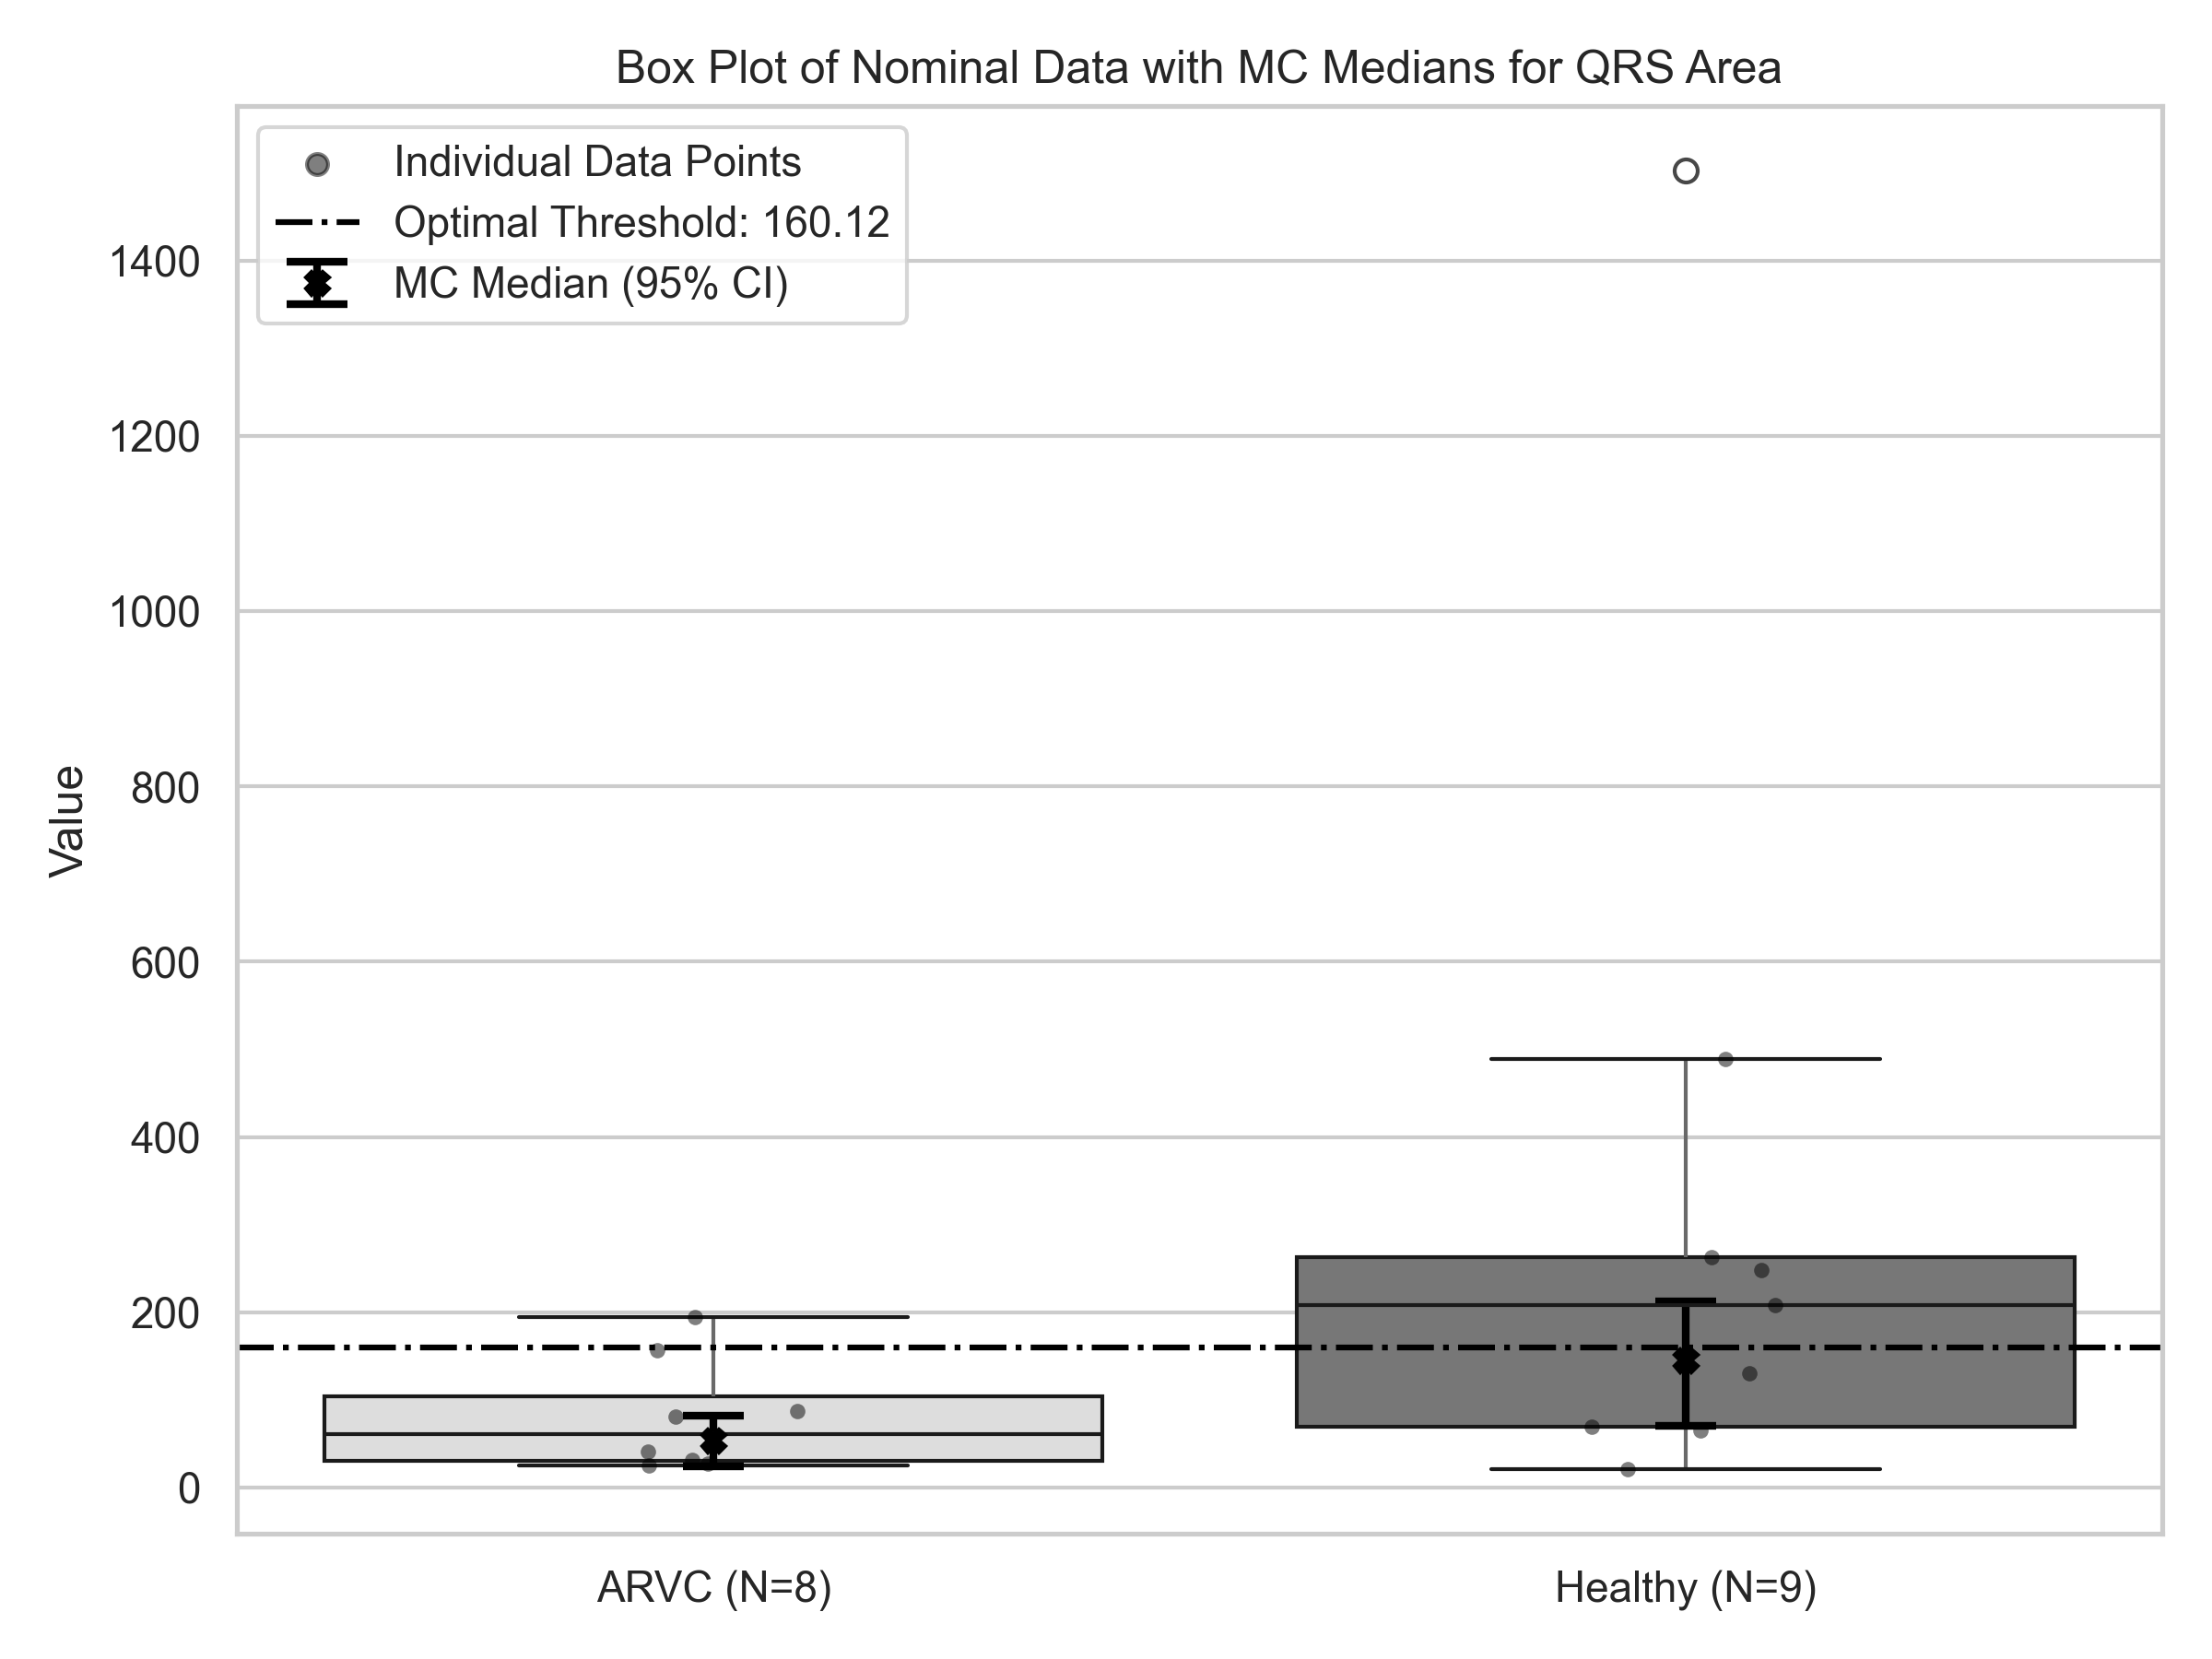 Box Plot of Nominal Data with MC Medians for QRS Area
Individual Data Points
Optimal Threshold: 160.12
MC Median (95% CI)
1400
1200
1000
800
600
400
200
0
Value
ARVC (N=8)
Healthy (N=9)